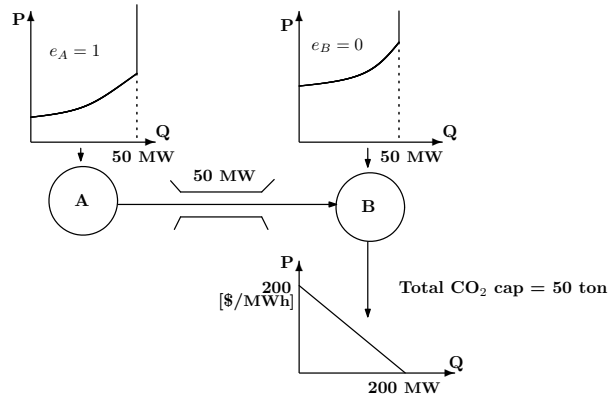 P
e_A = 1
Q
50 MW
P
e_B = 0
Q
50 MW
A
50 MW
B
P
200
[$/MWh]
Total CO₂ cap = 50 ton
Q
200 MW